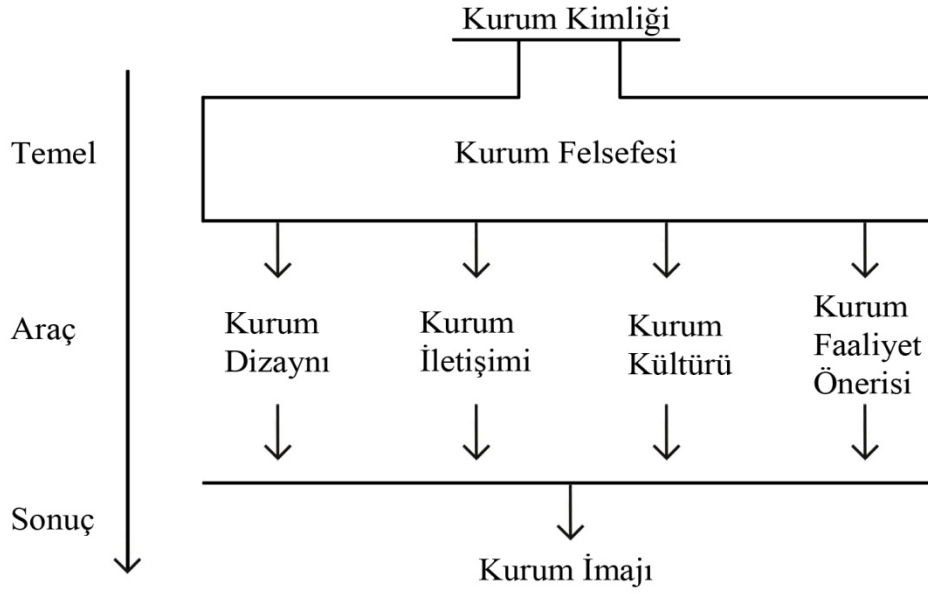 Kurum Kimliği
Temel
Kurum Felsefesi
Araç
Kurum
Dizaynı
Kurum
İletişimi
Kurum
Kültürü
Kurum
Faaliyet
Önerisi
Sonuç
Kurum İmajı